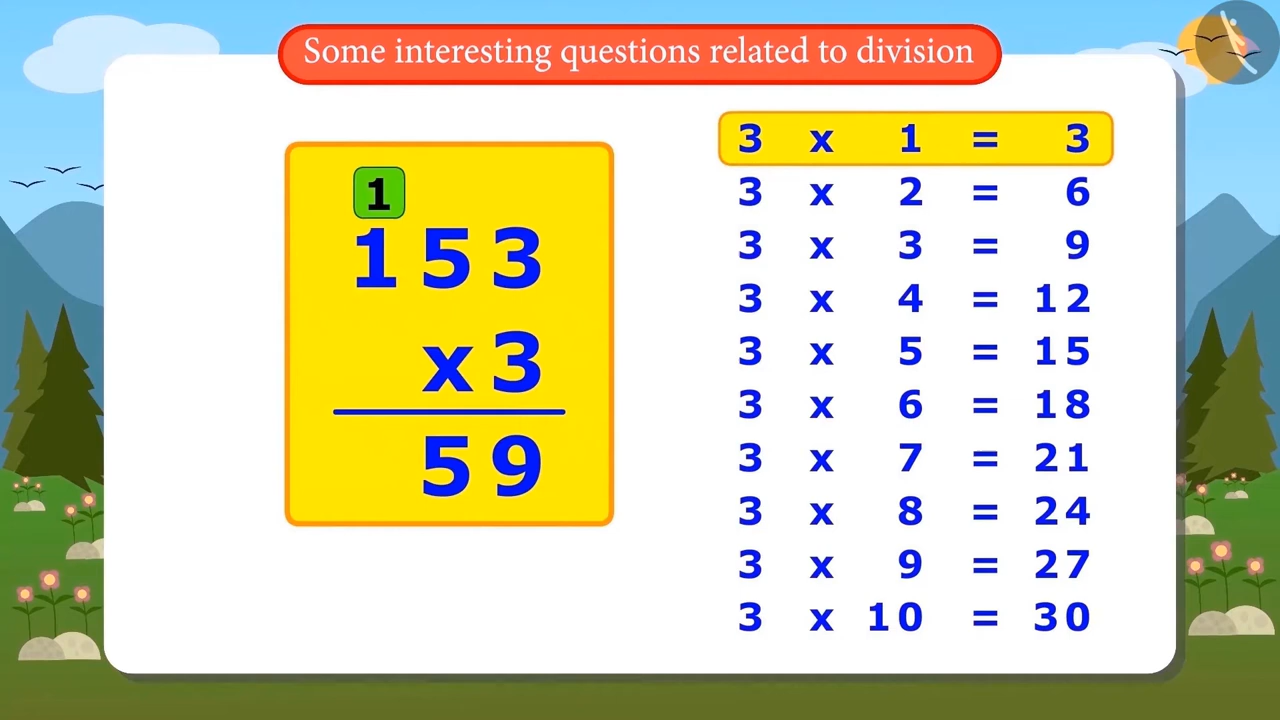 Some interesting questions related to division
1
153
x3
59
3 x 1 = 3
3 x 2 = 6
3 x 3 = 9
3 x 4 = 12
3 x 5 = 15
3 x 6 = 18
3 x 7 = 21
3 x 8 = 24
3 x 9 = 27
3 x 10 = 30